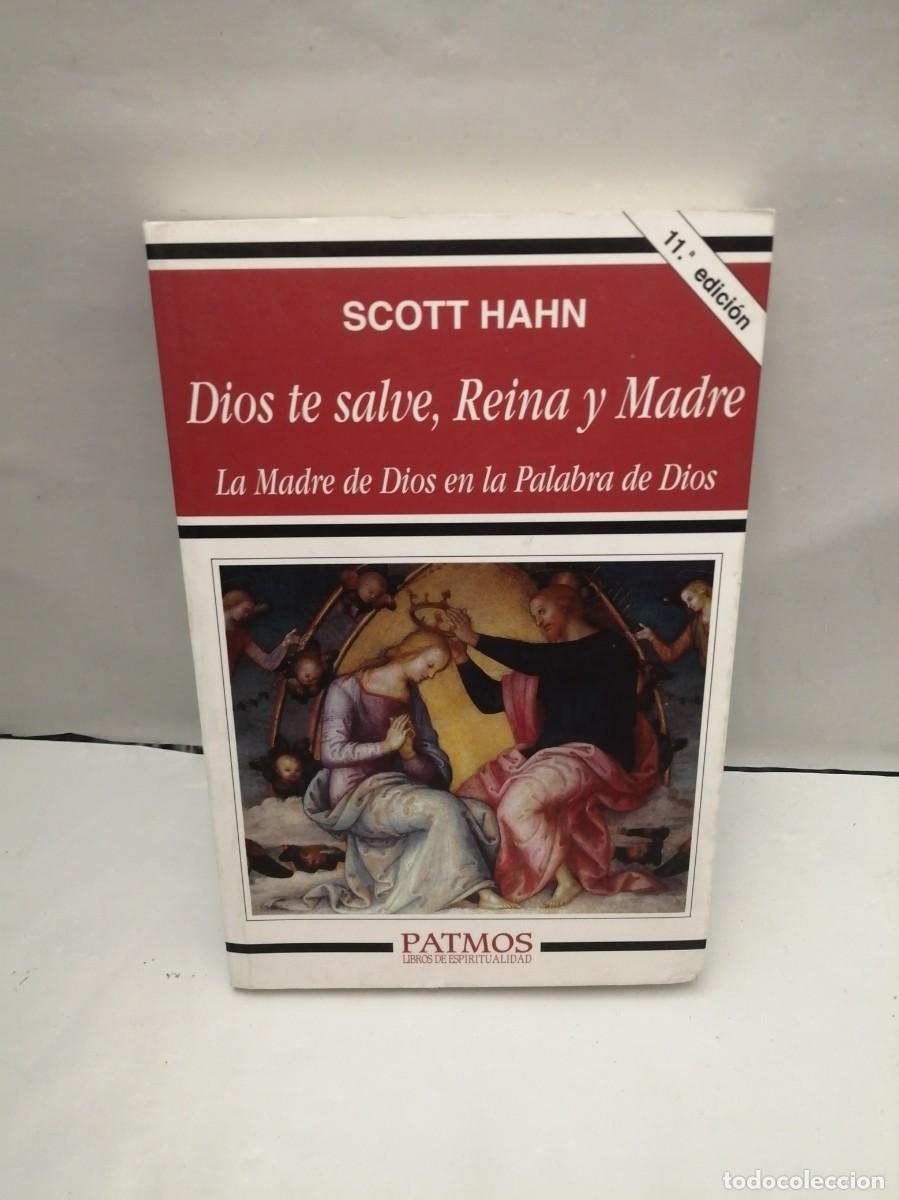 11.ª edición
SCOTT HAHN
Dios te salve, Reina y Madre
La Madre de Dios en la Palabra de Dios
PATMOS
LIBROS DE ESPIRITUALIDAD
todocoleccion